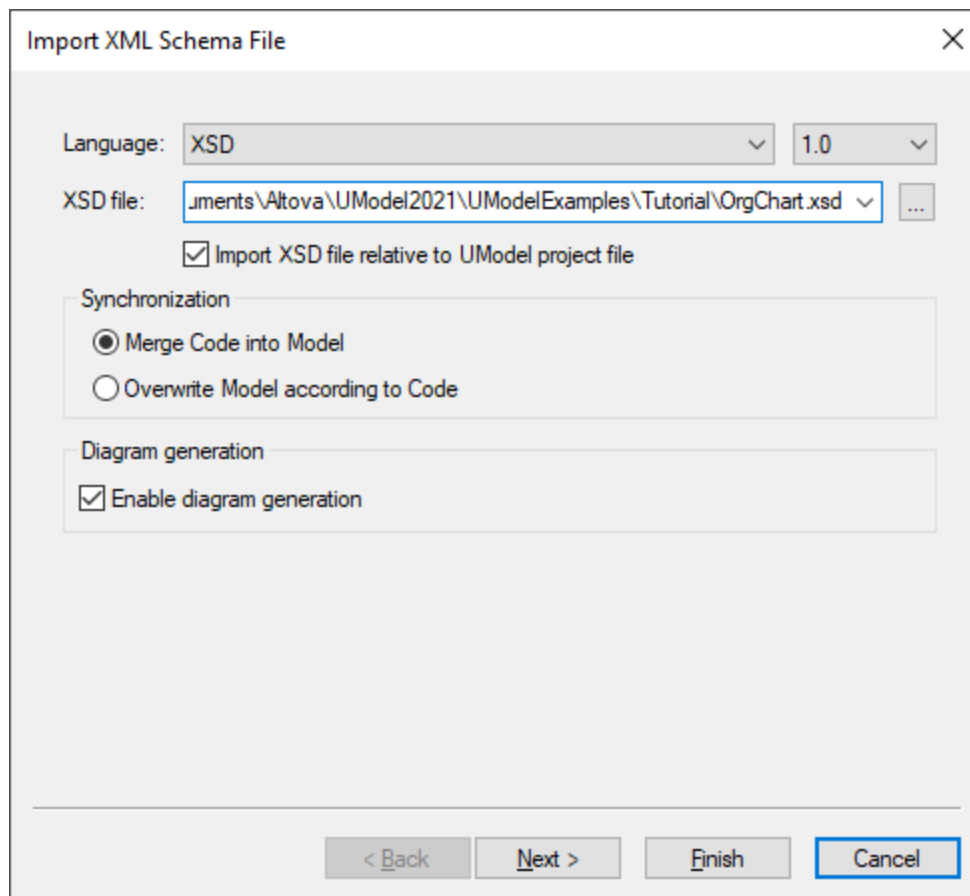 Import XML Schema File
Language: XSD 1.0
XSD file: uments\Altova\UModel2021\UModelExamples\Tutorial\OrgChart.xsd ...
Import XSD file relative to UModel project file
Synchronization
Merge Code into Model
Overwrite Model according to Code
Diagram generation
Enable diagram generation
< Back Next > Finish Cancel